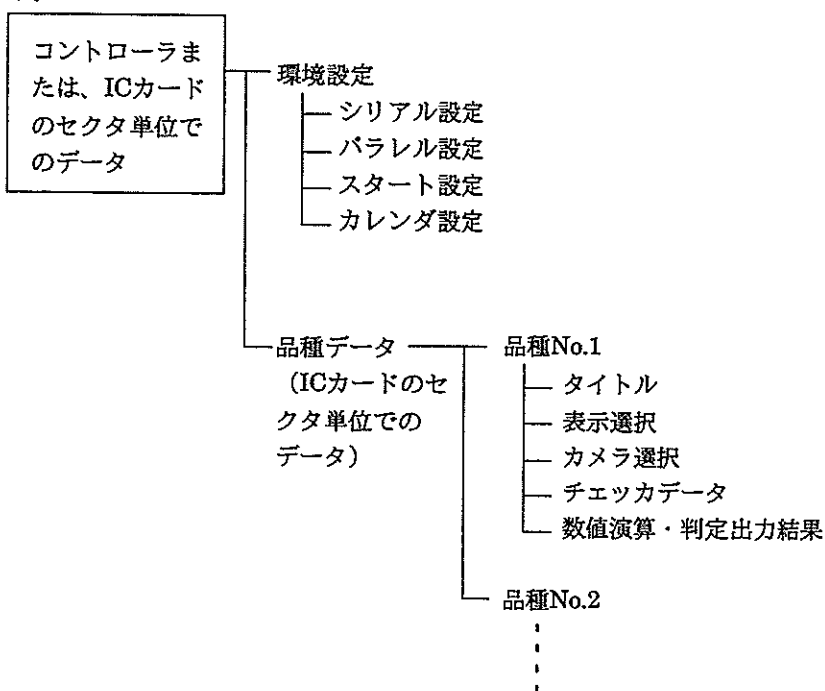 コントローラま
たは、ICカード
のセクタ単位で
のデータ
環境設定
シリアル設定
パラレル設定
スタート設定
カレンダ設定
品種データ
（ICカードのセ
クタ単位での
データ）
品種No.1
タイトル
表示選択
カメラ選択
チェッカデータ
数値演算・判定出力結果
品種No.2